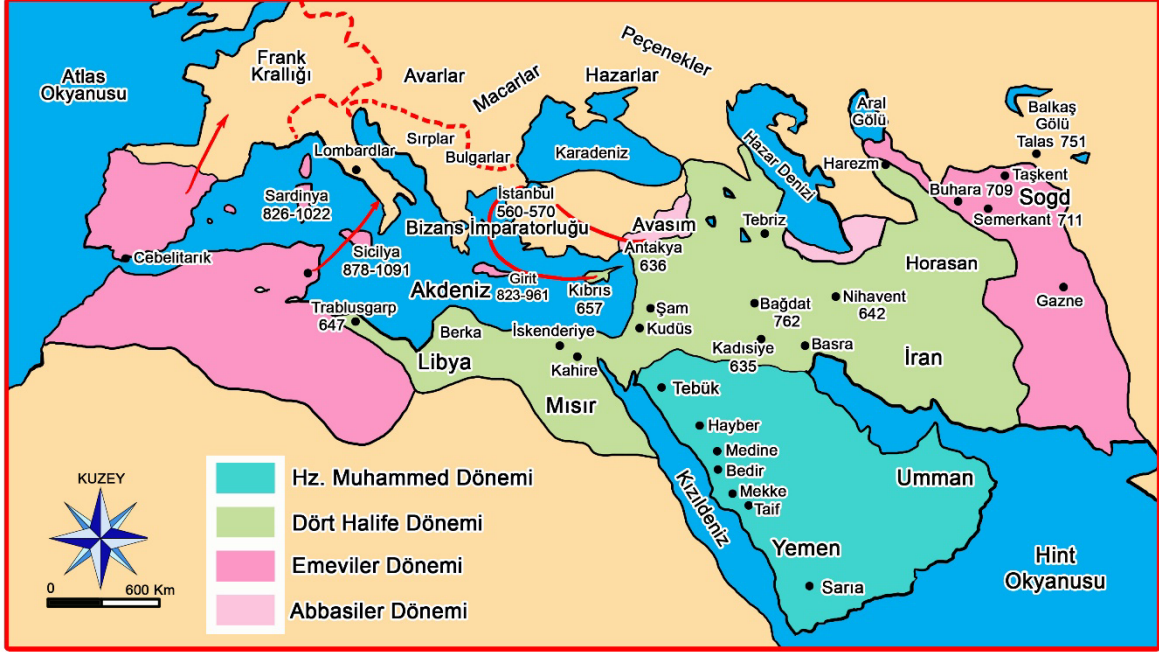 Peçenekler
Frank
Krallığı
Atlas
Okyanusu
Avarlar
Macarlar
Hazarlar
Aral
Gölü
Balkaş
Gölü
Talas 751
Sırplar
Bulgarlar
Karadeniz
Hazar Denizi
Lombardlar
Harezm
Taşkent
Buhara 709
Sogd
Semerkant 711
Sardinya
826-1022
İstanbul
560-570
Bizans İmparatorluğu
Avasım
Tebriz
Antakya
636
Cebelitarık
Sicilya
878-1091
Girit
823-961
Akdeniz
Kıbrıs
657
Horasan
Gazne
Trablusgarp
647
Berka
İskenderiye
Şam
Kudüs
Bağdat
762
Nihavent
642
Libya
Kahire
Kadısiye
635
Basra
İran
Mısır
Tebük
Hayber
Medine
Bedir
Mekke
Taif
Umman
Kızıldeniz
Yemen
Sarıa
Hint
Okyanusu
KUZEY
0 600 Km
Hz. Muhammed Dönemi
Dört Halife Dönemi
Emeviler Dönemi
Abbasiler Dönemi